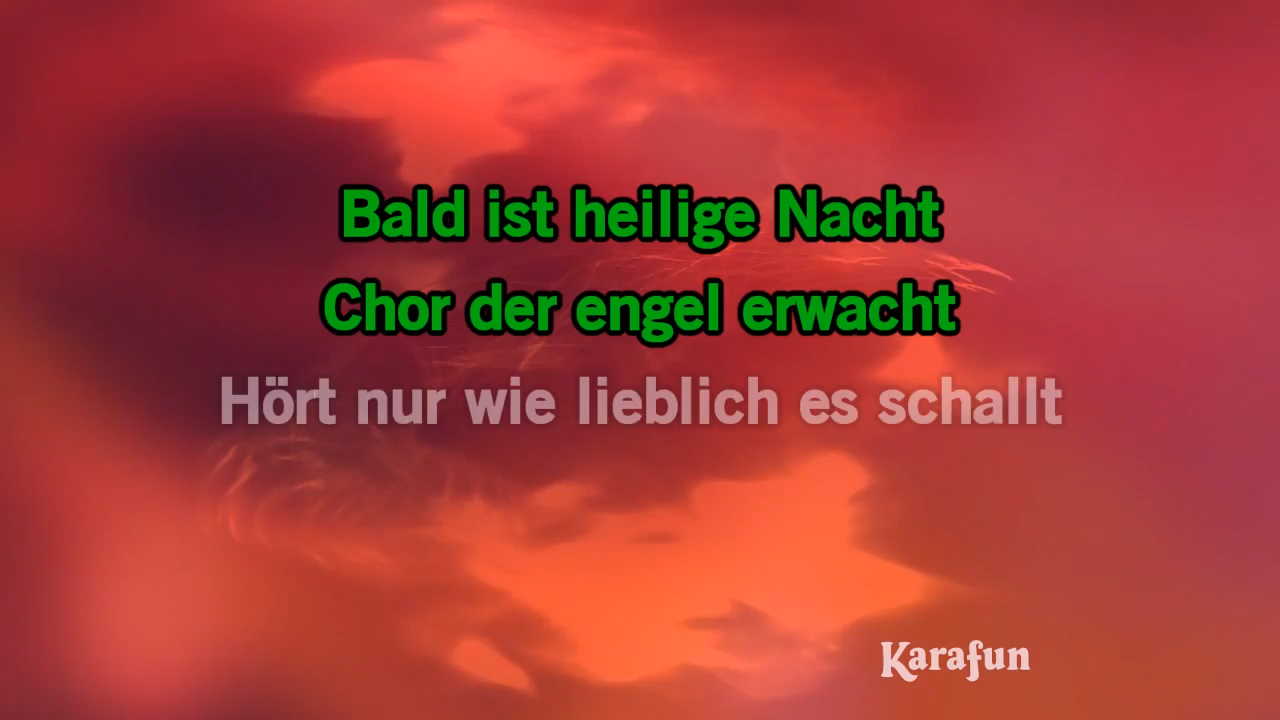 Bald ist heilige Nacht
Chor der engel erwacht
Hört nur wie lieblich es schallt
Karafun